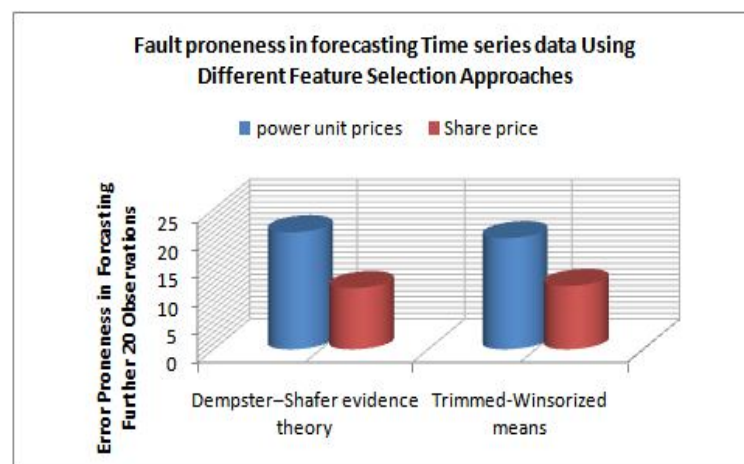 Fault proneness in forecasting Time series data Using
Different Feature Selection Approaches
power unit prices
Share price
Error Proneness in Forcasting
Further 20 Observations
25
20
15
10
5
0
Dempster–Shafer evidence
theory
Trimmed-Winsorized
means